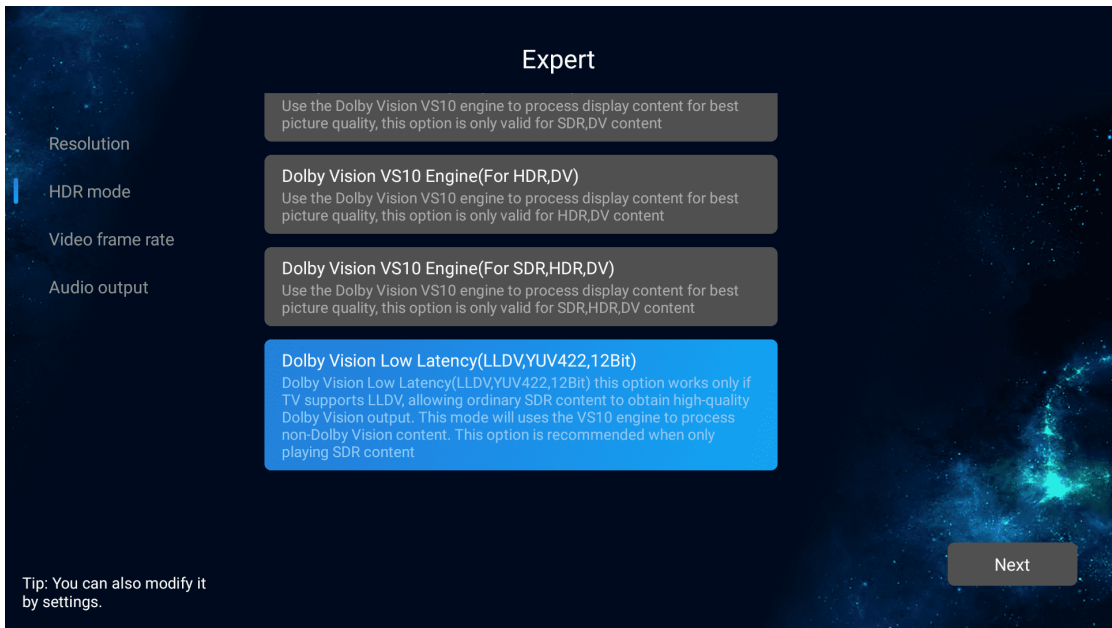 Expert
Use the Dolby Vision VS10 engine to process display content for best
picture quality, this option is only valid for SDR,DV content
Resolution
HDR mode
Video frame rate
Audio output
Dolby Vision VS10 Engine(For HDR,DV)
Use the Dolby Vision VS10 engine to process display content for best
picture quality, this option is only valid for HDR,DV content
Dolby Vision VS10 Engine(For SDR,HDR,DV)
Use the Dolby Vision VS10 engine to process display content for best
picture quality, this option is only valid for SDR,HDR,DV content
Dolby Vision Low Latency(LLDV,YUV422,12Bit)
Dolby Vision Low Latency(LLDV,YUV422,12Bit) this option works only if
TV supports LLDV, allowing ordinary SDR content to obtain high-quality
Dolby Vision output. This mode will uses the VS10 engine to process
non-Dolby Vision content. This option is recommended when only
playing SDR content
Next
Tip: You can also modify it
by settings.